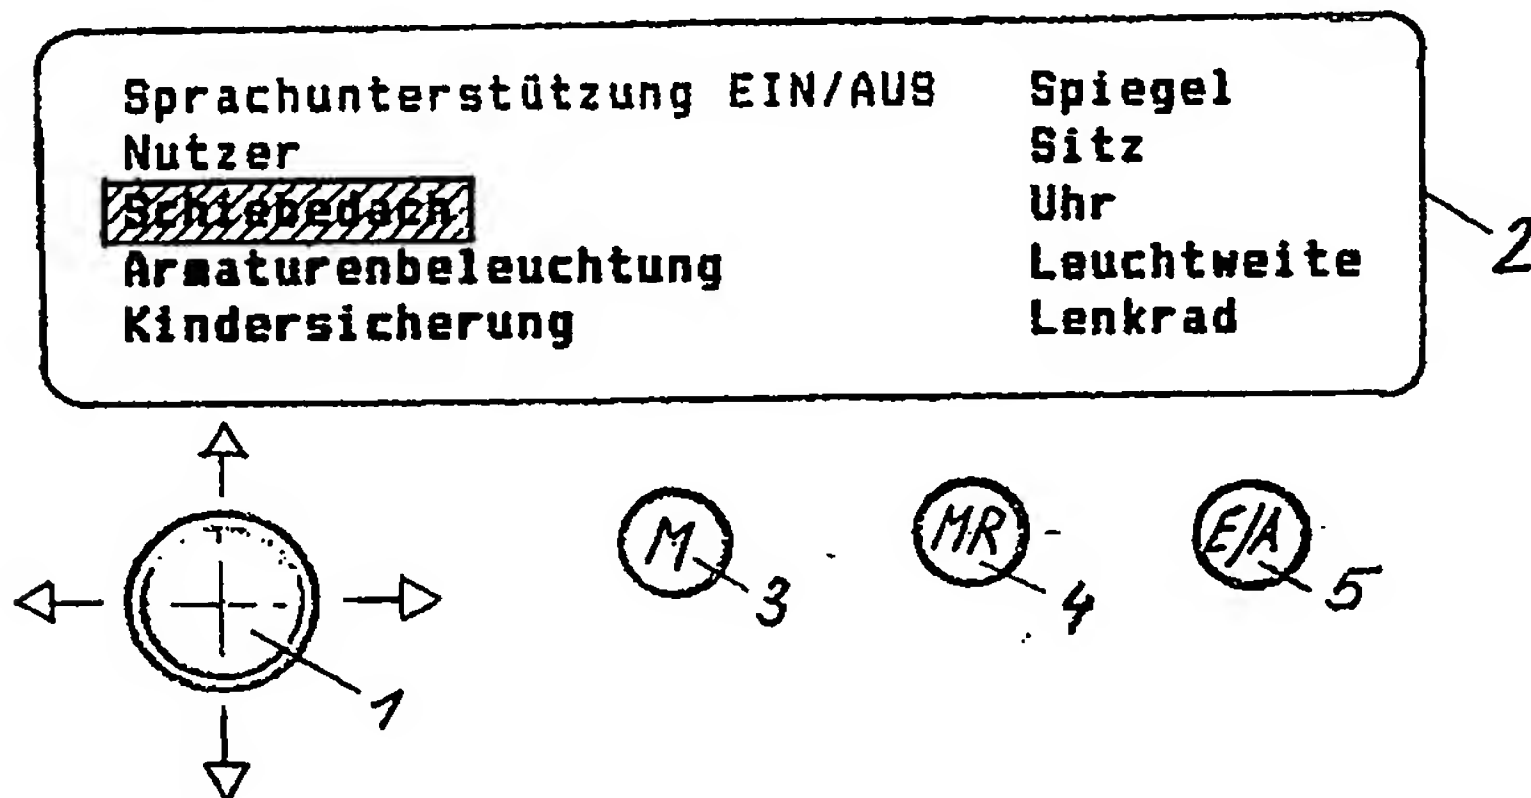 Sprachunterstützung EIN/AUS Spiegel
Nutzer Sitz
Schiebedach Uhr
Armaturenbeleuchtung Leuchtweite
Kindersicherung Lenkrad
2
M MR E/A
3 4 5
1